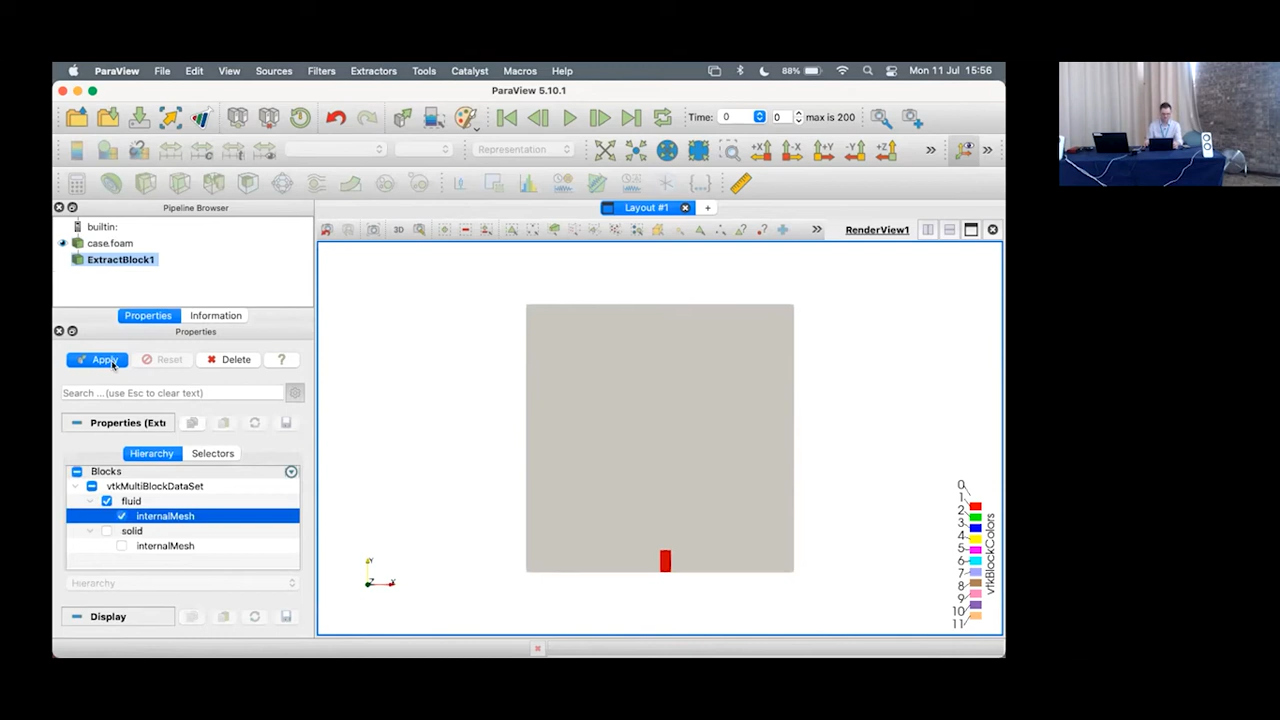 ParaView File Edit View Sources Filters Extractors Tools Catalyst Macros Help 88% Mon 11 Jul 15:56
ParaView 5.10.1
Time: 0 0 max is 200
Representation +X -X +Y -Y +Z » »
Pipeline Browser
Layout #1 +
builtin:
3D » RenderView1
case.foam
ExtractBlock1
Properties Information
Properties
Apply Reset Delete ?
Search ... (use Esc to clear text)
Properties (Extr
Hierarchy Selectors
Blocks
vtkMultiBlockDataSet
fluid
internalMesh
solid
internalMesh
Hierarchy
Display
Y
Z X
0
1
2
3
4
5
6
7
8
9
10
11
vtkBlockColors